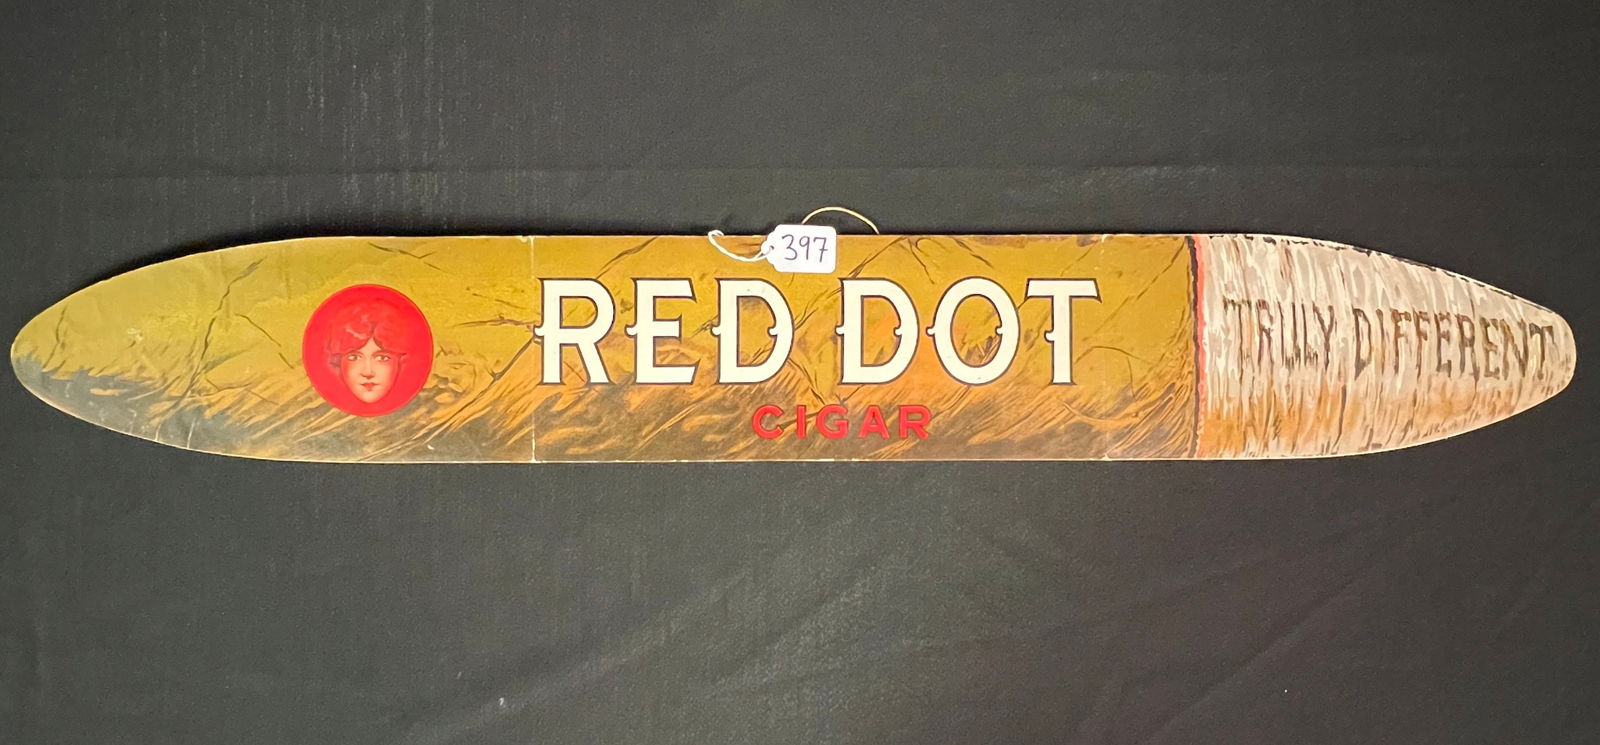 397
RED DOT
CIGAR
TRULY DIFFERENT